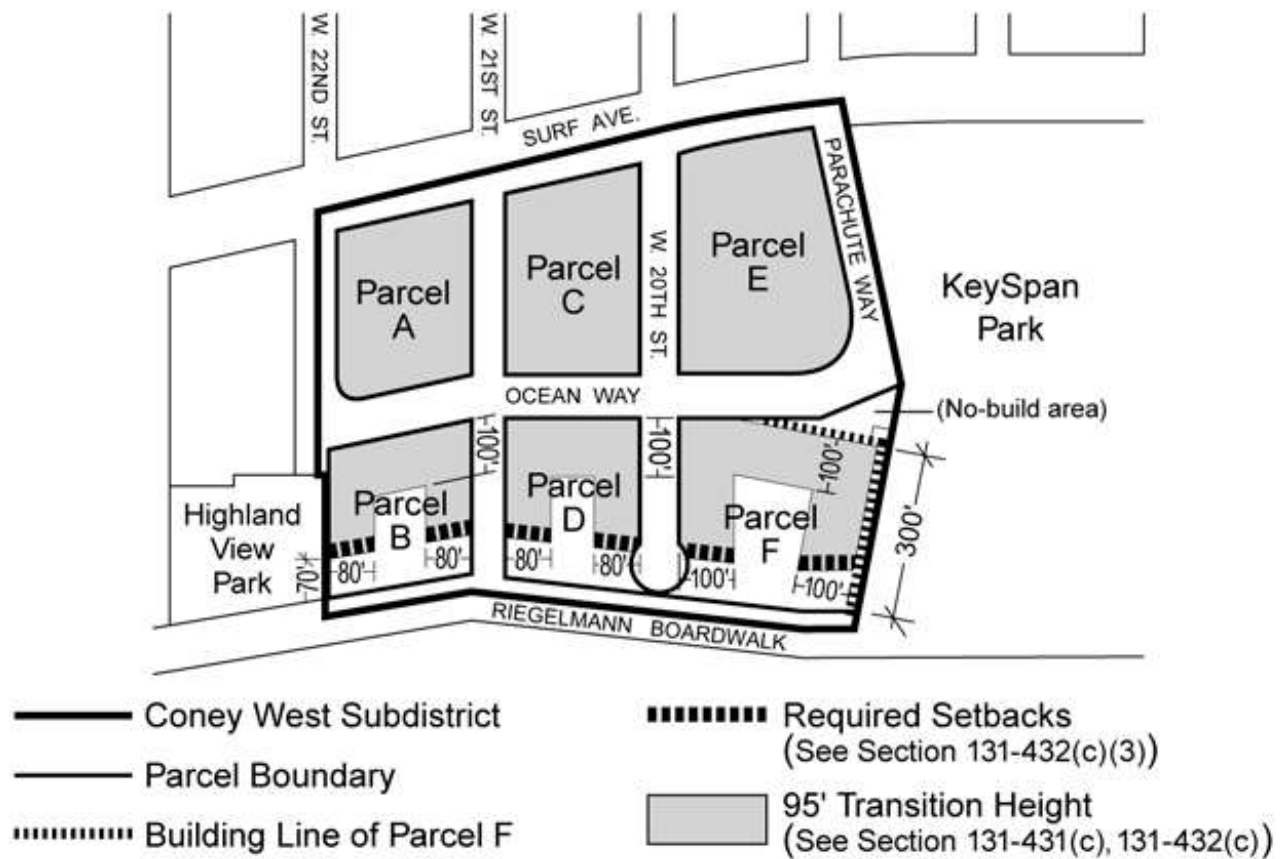 W. 22ND ST.
W. 21ST ST.
SURF AVE.
PARACHUTE WAY
Parcel
A
Parcel
C
W. 20TH ST.
Parcel
E
KeySpan
Park
OCEAN WAY
(No-build area)
100'
100'
100'
300'
Highland
View
Park
Parcel
B
Parcel
D
Parcel
F
70'
80'
80'
80'
80'
100'
100'
RIEGELMANN BOARDWALK
Coney West Subdistrict
Parcel Boundary
Building Line of Parcel F
Required Setbacks
(See Section 131-432(c)(3))
95' Transition Height
(See Section 131-431(c), 131-432(c))